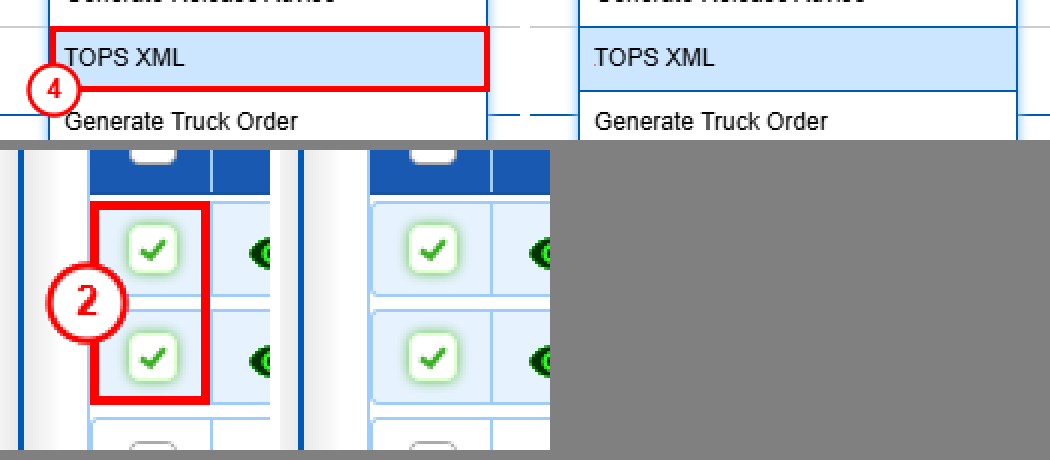 TOPS XML
TOPS XML
4
Generate Truck Order
Generate Truck Order
2